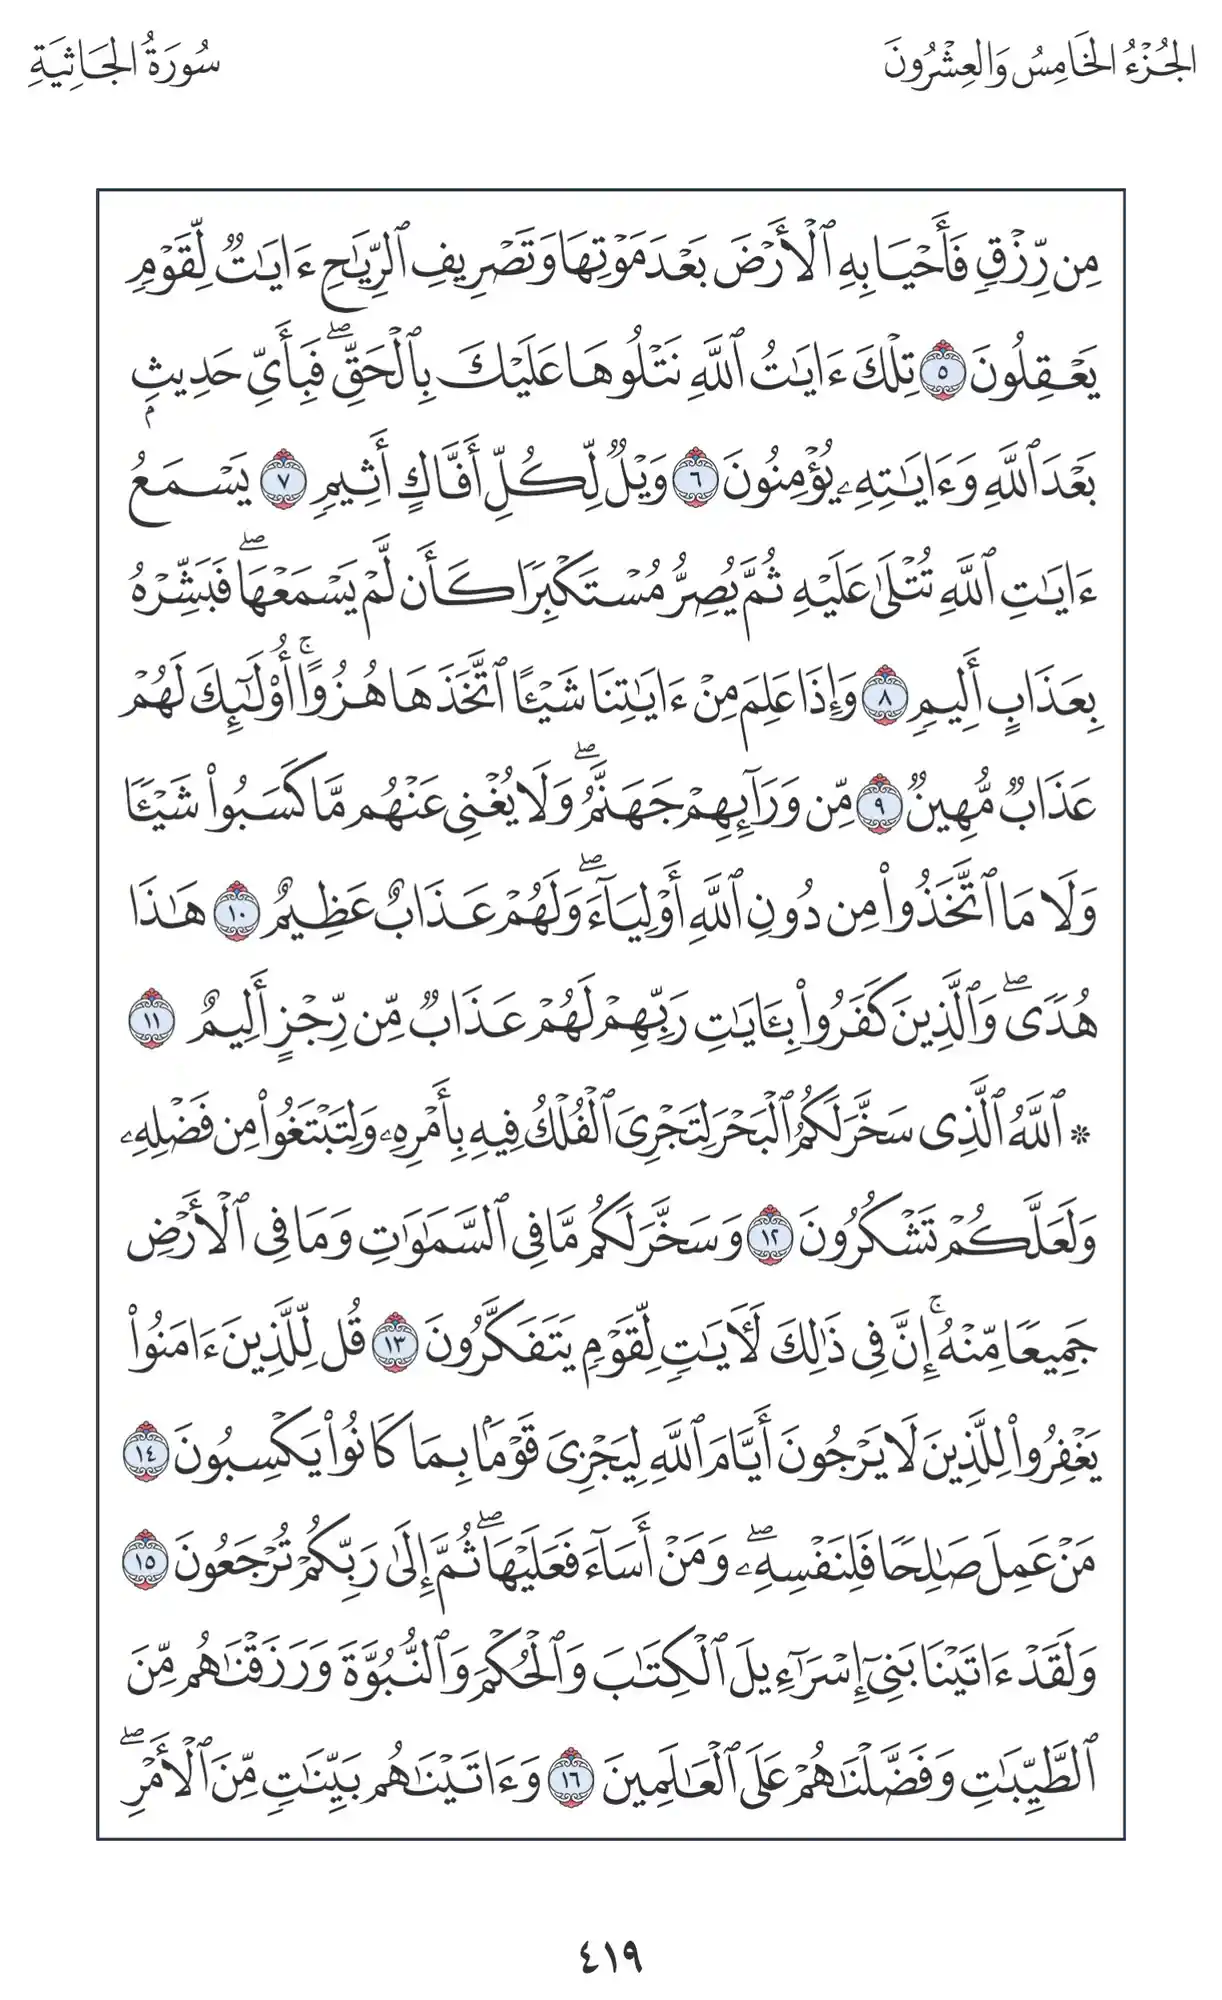 الجُزْءُ الخَامِسُ وَالعِشْرُونَ
سُورَةُ الجَاثِيَةِ
مِن رِّزْقٍ فَأَحْيَا بِهِ ٱلْأَرْضَ بَعْدَ مَوْتِهَا وَتَصْرِيفِ ٱلرِّيَٰحِ ءَايَٰتٌ لِّقَوْمٍ
يَعْقِلُونَ ٥ تِلْكَ ءَايَٰتُ ٱللَّهِ نَتْلُوهَا عَلَيْكَ بِٱلْحَقِّۖ فَبِأَيِّ حَدِيثِۭ
بَعْدَ ٱللَّهِ وَءَايَٰتِهِۦ يُؤْمِنُونَ ٦ وَيْلٌ لِّكُلِّ أَفَّاكٍ أَثِيمٍ ٧ يَسْمَعُ
ءَايَٰتِ ٱللَّهِ تُتْلَىٰ عَلَيْهِ ثُمَّ يُصِرُّ مُسْتَكْبِرًا كَأَن لَّمْ يَسْمَعْهَاۖ فَبَشِّرْهُ
بِعَذَابٍ أَلِيمٍ ٨ وَإِذَا عَلِمَ مِنْ ءَايَٰتِنَا شَيْـًٔا ٱتَّخَذَهَا هُزُوًاۚ أُو۟لَٰٓئِكَ لَهُمْ
عَذَابٌ مُّهِينٌ ٩ مِّن وَرَآئِهِمْ جَهَنَّمُۖ وَلَا يُغْنِي عَنْهُم مَّا كَسَبُوا۟ شَيْـًٔا
وَلَا مَا ٱتَّخَذُوا۟ مِن دُونِ ٱللَّهِ أَوْلِيَآءَۖ وَلَهُمْ عَذَابٌ عَظِيمٌ ١٠ هَٰذَا
هُدًىۖ وَٱلَّذِينَ كَفَرُوا۟ بِـَٔايَٰتِ رَبِّهِمْ لَهُمْ عَذَابٌ مِّن رِّجْزٍ أَلِيمٌ ١١
* ٱللَّهُ ٱلَّذِى سَخَّرَ لَكُمُ ٱلْبَحْرَ لِتَجْرِىَ ٱلْفُلْكُ فِيهِ بِأَمْرِهِۦ وَلِتَبْتَغُوا۟ مِن فَضْلِهِۦ
وَلَعَلَّكُمْ تَشْكُرُونَ ١٢ وَسَخَّرَ لَكُم مَّا فِى ٱلسَّمَٰوَٰتِ وَمَا فِى ٱلْأَرْضِ
جَمِيعًا مِّنْهُۚ إِنَّ فِى ذَٰلِكَ لَـَٔايَٰتٍ لِّقَوْمٍ يَتَفَكَّرُونَ ١٣ قُل لِّلَّذِينَ ءَامَنُوا۟
يَغْفِرُوا۟ لِلَّذِينَ لَا يَرْجُونَ أَيَّامَ ٱللَّهِ لِيَجْزِىَ قَوْمَۢا بِمَا كَانُوا۟ يَكْسِبُونَ ١٤
مَنْ عَمِلَ صَٰلِحًا فَلِنَفْسِهِۦۖ وَمَنْ أَسَآءَ فَعَلَيْهَاۖ ثُمَّ إِلَىٰ رَبِّكُمْ تُرْجَعُونَ ١٥
وَلَقَدْ ءَاتَيْنَا بَنِىٓ إِسْرَٰٓءِيلَ ٱلْكِتَٰبَ وَٱلْحُكْمَ وَٱلنُّبُوَّةَ وَرَزَقْنَٰهُم مِّنَ
ٱلطَّيِّبَٰتِ وَفَضَّلْنَٰهُمْ عَلَى ٱلْعَٰلَمِينَ ١٦ وَءَاتَيْنَٰهُم بَيِّنَٰتٍ مِّنَ ٱلْأَمْرِۖ
٤١٩